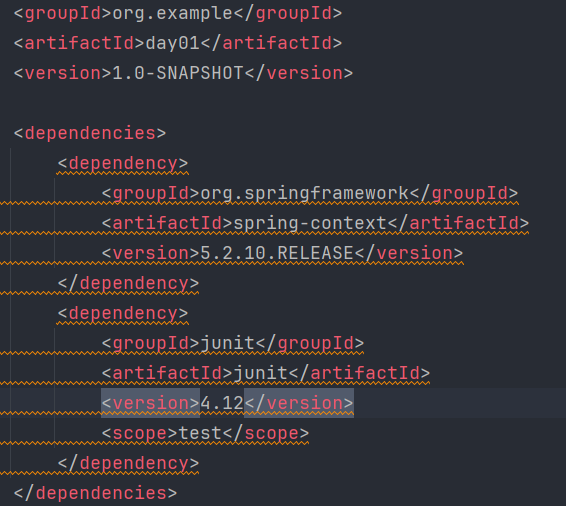 <groupId>org.example</groupId>
<artifactId>day01</artifactId>
<version>1.0-SNAPSHOT</version>
<dependencies>
<dependency>
<groupId>org.springframework</groupId>
<artifactId>spring-context</artifactId>
<version>5.2.10.RELEASE</version>
</dependency>
<dependency>
<groupId>junit</groupId>
<artifactId>junit</artifactId>
<version>4.12</version>
<scope>test</scope>
</dependency>
</dependencies>